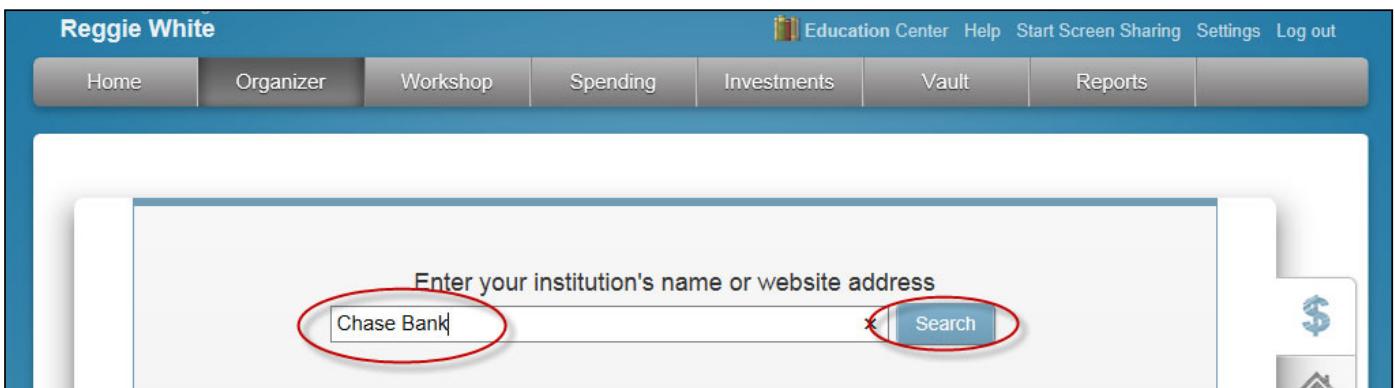 Reggie White
Education Center Help Start Screen Sharing Settings Log out
Home Organizer Workshop Spending Investments Vault Reports
Enter your institution's name or website address
Chase Bank × Search
$